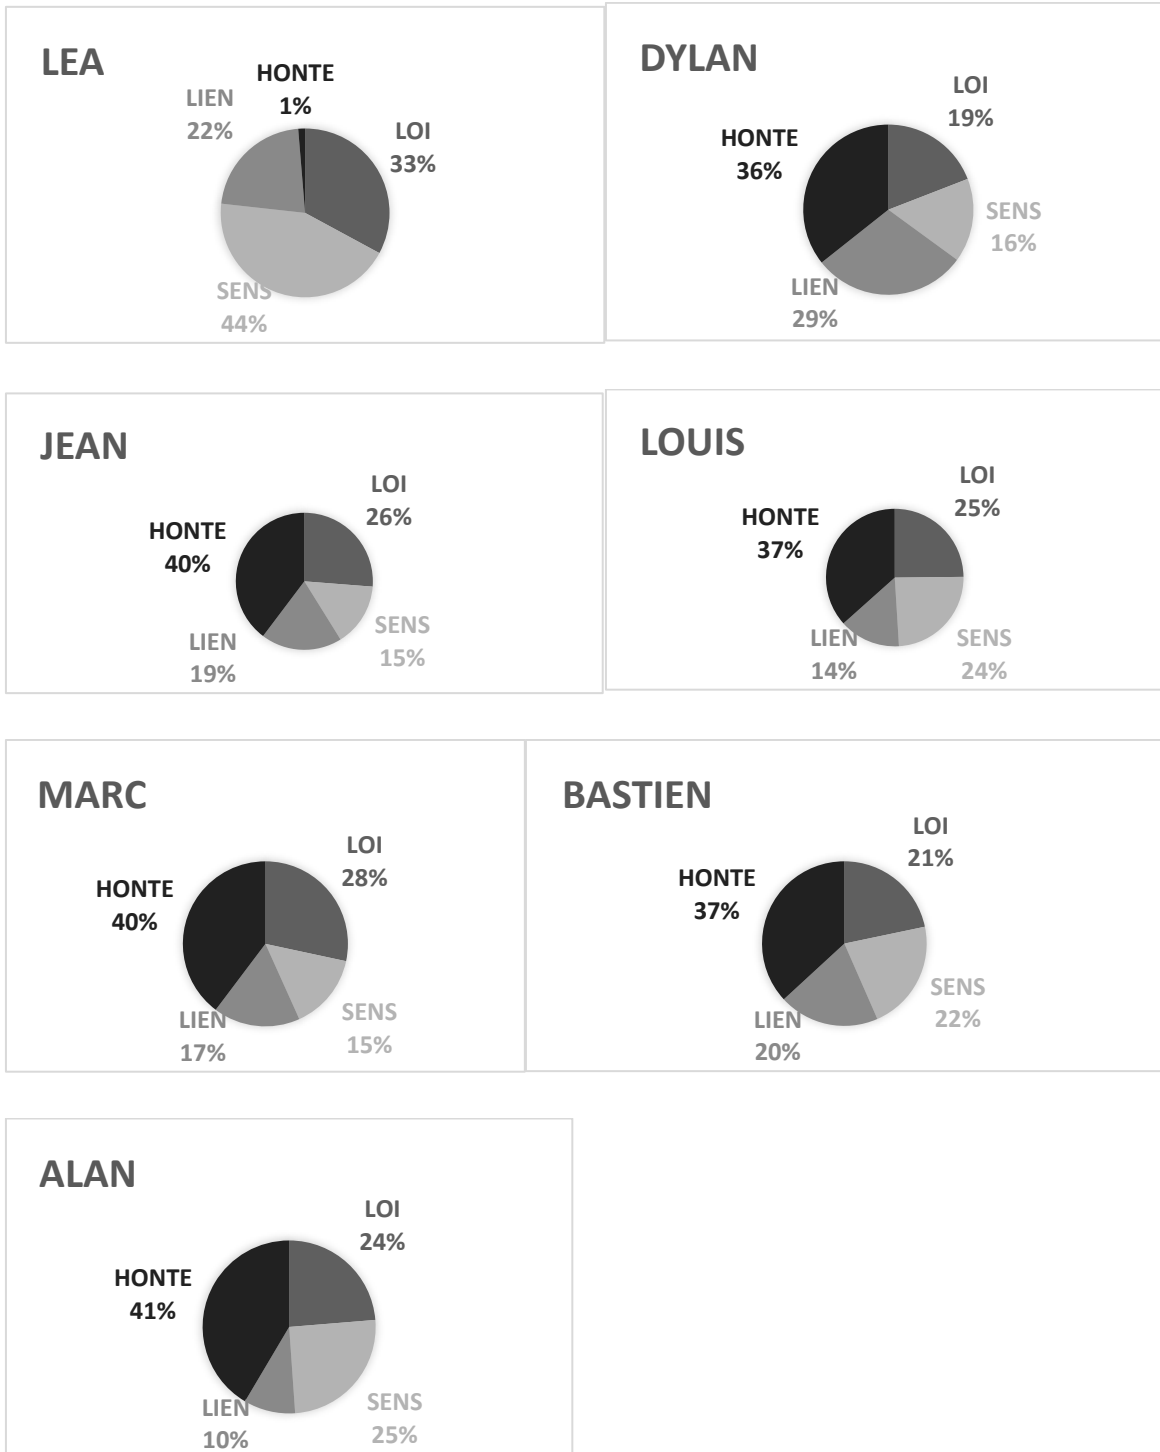 LEA
HONTE
1%
LIEN
22%
LOI
33%
SENS
44%
DYLAN
LOI
19%
HONTE
36%
SENS
16%
LIEN
29%
JEAN
LOI
26%
HONTE
40%
SENS
15%
LIEN
19%
LOUIS
LOI
25%
HONTE
37%
LIEN
14%
SENS
24%
MARC
LOI
28%
HONTE
40%
SENS
15%
LIEN
17%
BASTIEN
LOI
21%
HONTE
37%
SENS
22%
LIEN
20%
ALAN
LOI
24%
HONTE
41%
SENS
25%
LIEN
10%